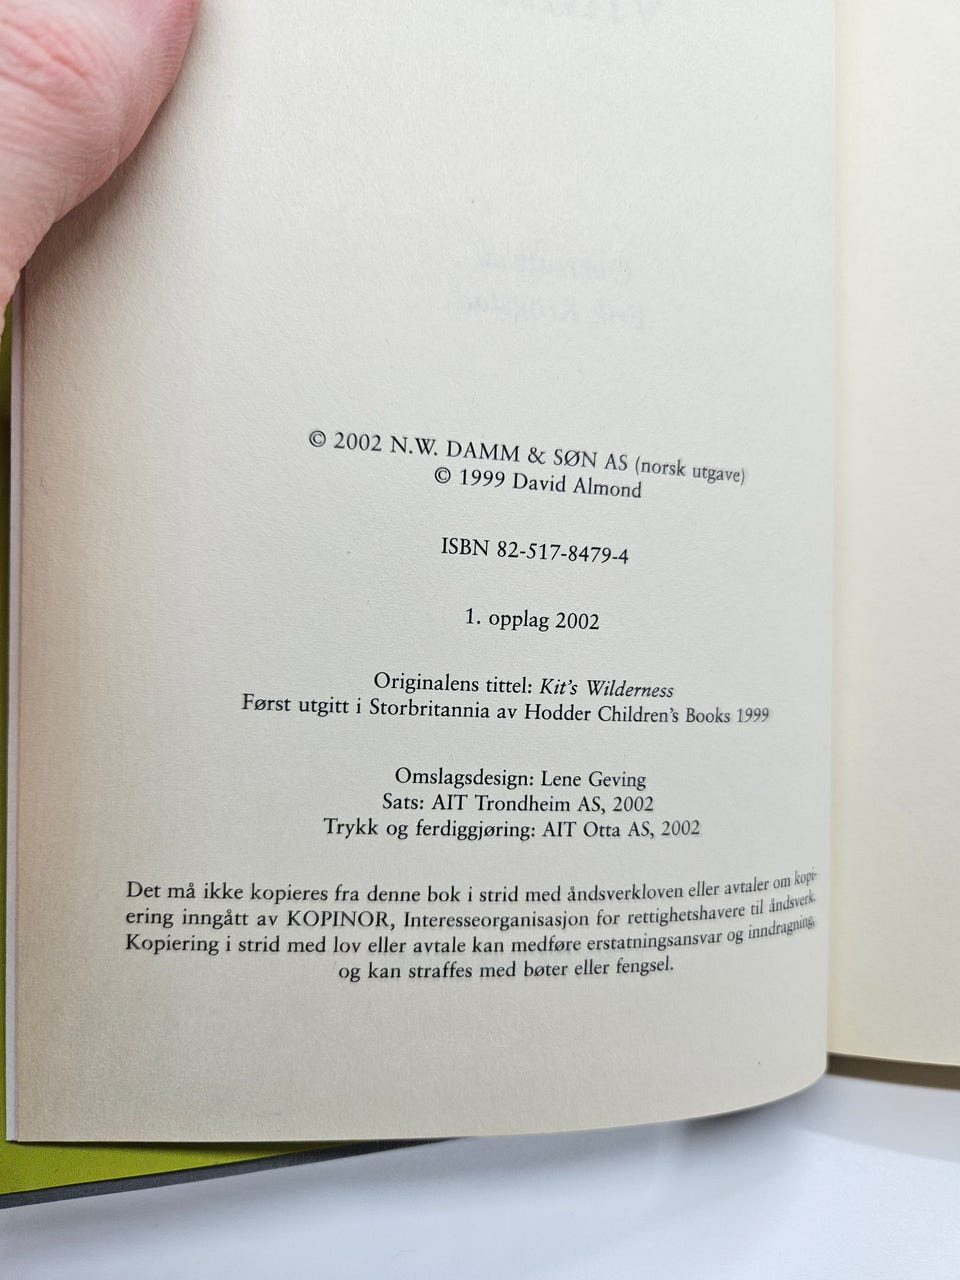 © 2002 N.W. DAMM & SØN AS (norsk utgave)
© 1999 David Almond
ISBN 82-517-8479-4
1. opplag 2002
Originalens tittel: Kit's Wilderness
Først utgitt i Storbritannia av Hodder Children's Books 1999
Omslagsdesign: Lene Geving
Sats: AIT Trondheim AS, 2002
Trykk og ferdiggjøring: AIT Otta AS, 2002
Det må ikke kopieres fra denne bok i strid med åndsverkloven eller avtaler om kopi-
ering inngått av KOPINOR, Interesseorganisasjon for rettighetshavere til åndsverk.
Kopiering i strid med lov eller avtale kan medføre erstatningsansvar og inndragning,
og kan straffes med bøter eller fengsel.